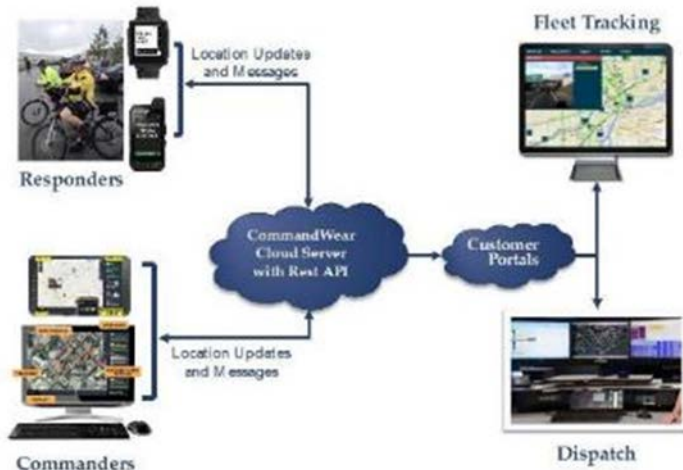 Fleet Tracking
Location Updates
and Messages
Responders
CommandWear
Cloud Server
with Rest API
Customer
Portals
Location Updates
and Messages
Commanders
Dispatch